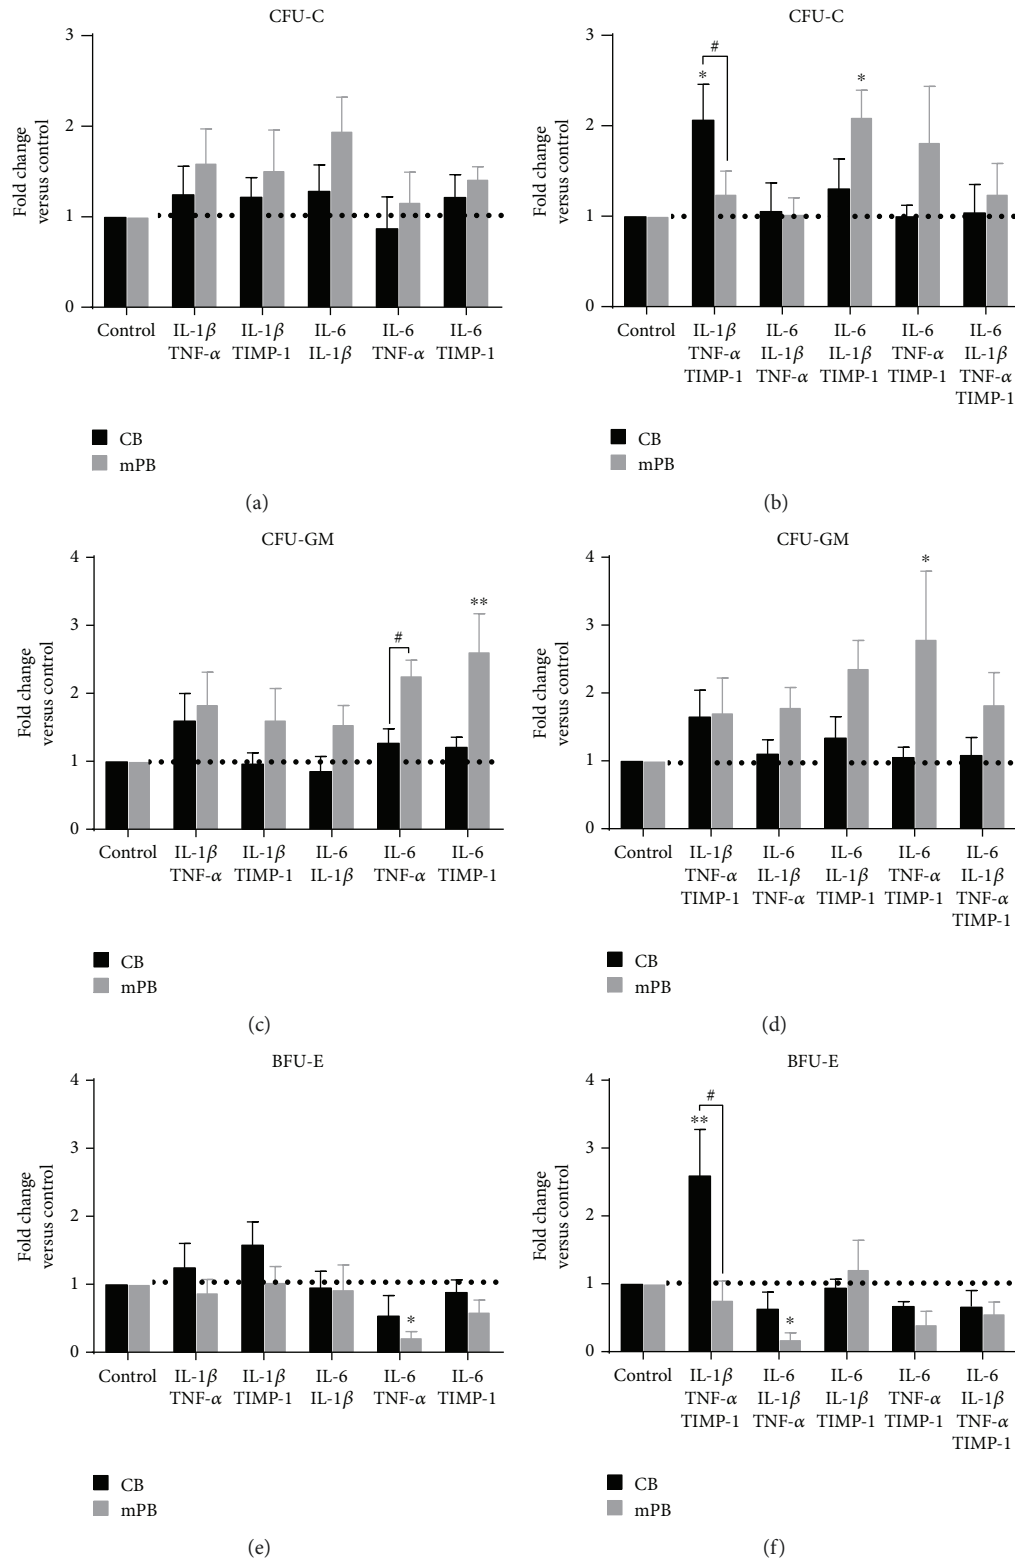 CFU-C
3
2
1
0
Fold change
versus control
Control
IL-1β
TNF-α
IL-1β
TIMP-1
IL-6
IL-1β
IL-6
TNF-α
IL-6
TIMP-1
CB
mPB
(a)
CFU-C
3
2
1
0
Fold change
versus control
#
*
*
Control
IL-1β
TNF-α
TIMP-1
IL-6
IL-1β
TNF-α
IL-6
IL-1β
TIMP-1
IL-6
TNF-α
TIMP-1
IL-6
IL-1β
TNF-α
TIMP-1
CB
mPB
(b)
CFU-GM
4
3
2
1
0
Fold change
versus control
#
**
Control
IL-1β
TNF-α
IL-1β
TIMP-1
IL-6
IL-1β
IL-6
TNF-α
IL-6
TIMP-1
CB
mPB
(c)
CFU-GM
4
3
2
1
0
Fold change
versus control
*
Control
IL-1β
TNF-α
TIMP-1
IL-6
IL-1β
TNF-α
IL-6
IL-1β
TIMP-1
IL-6
TNF-α
TIMP-1
IL-6
IL-1β
TNF-α
TIMP-1
CB
mPB
(d)
BFU-E
4
3
2
1
0
Fold change
versus control
*
Control
IL-1β
TNF-α
IL-1β
TIMP-1
IL-6
IL-1β
IL-6
TNF-α
IL-6
TIMP-1
CB
mPB
(e)
BFU-E
4
3
2
1
0
Fold change
versus control
#
**
*
Control
IL-1β
TNF-α
TIMP-1
IL-6
IL-1β
TNF-α
IL-6
IL-1β
TIMP-1
IL-6
TNF-α
TIMP-1
IL-6
IL-1β
TNF-α
TIMP-1
CB
mPB
(f)